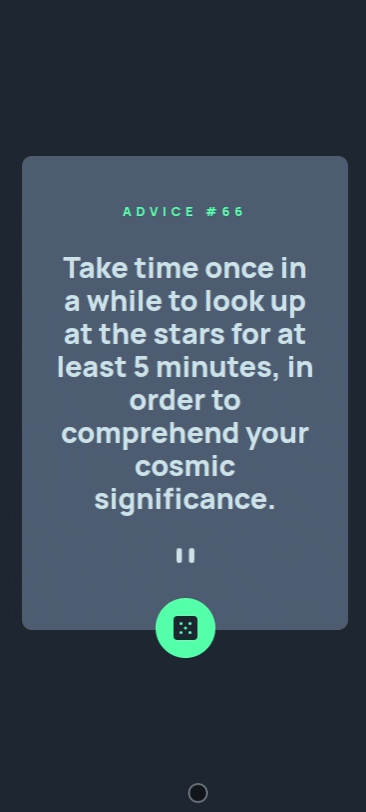 ADVICE #66
Take time once in
a while to look up
at the stars for at
least 5 minutes, in
order to
comprehend your
cosmic
significance.